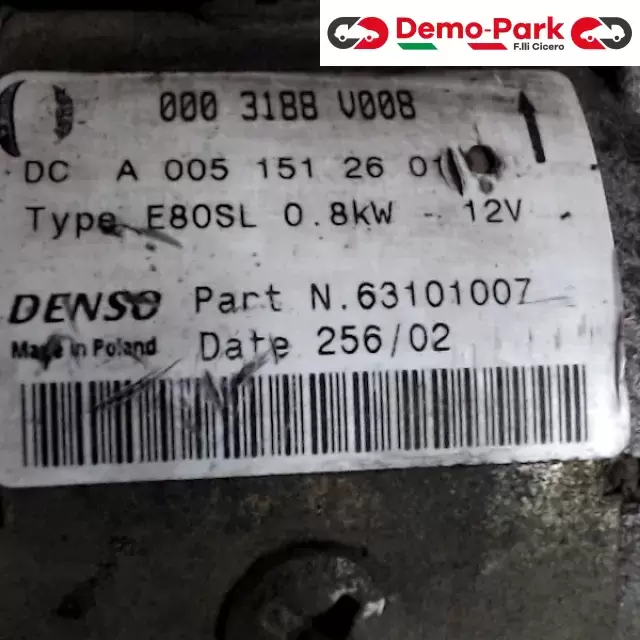 Demo-Park
F.lli Cicero
000 3188 V008
DC A 005 151 26 01
Type E80SL 0.8kW - 12V
DENSO Part N.63101007
Made in Poland Date 256/02